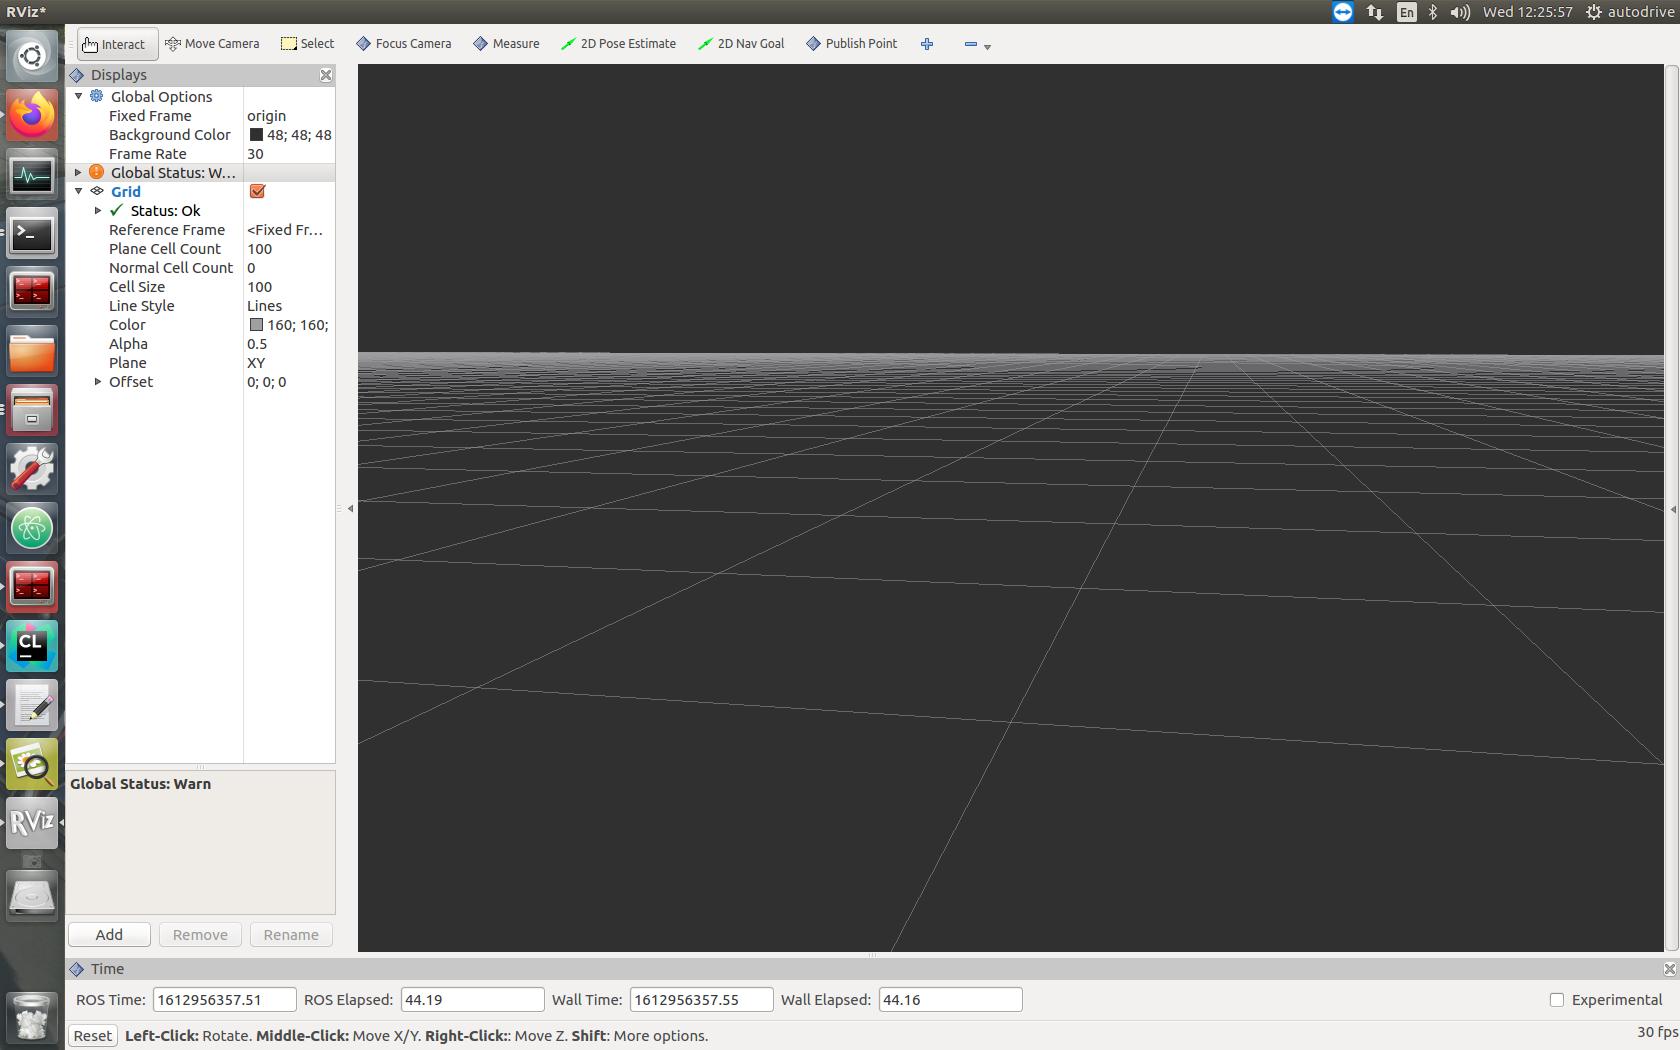 RViz*
En
Wed 12:25:57
autodrive
Interact
Move Camera
Select
Focus Camera
Measure
2D Pose Estimate
2D Nav Goal
Publish Point
Displays
Global Options
Fixed Frame origin
Background Color 48; 48; 48
Frame Rate 30
Global Status: W...
Grid
Status: Ok
Reference Frame <Fixed Fr...
Plane Cell Count 100
Normal Cell Count 0
Cell Size 100
Line Style Lines
Color 160; 160;
Alpha 0.5
Plane XY
Offset 0; 0; 0
CL
RViz
Global Status: Warn
Add
Remove
Rename
Time
ROS Time: 1612956357.51 ROS Elapsed: 44.19 Wall Time: 1612956357.55 Wall Elapsed: 44.16 Experimental
Reset Left-Click: Rotate. Middle-Click: Move X/Y. Right-Click:: Move Z. Shift: More options.
30 fps